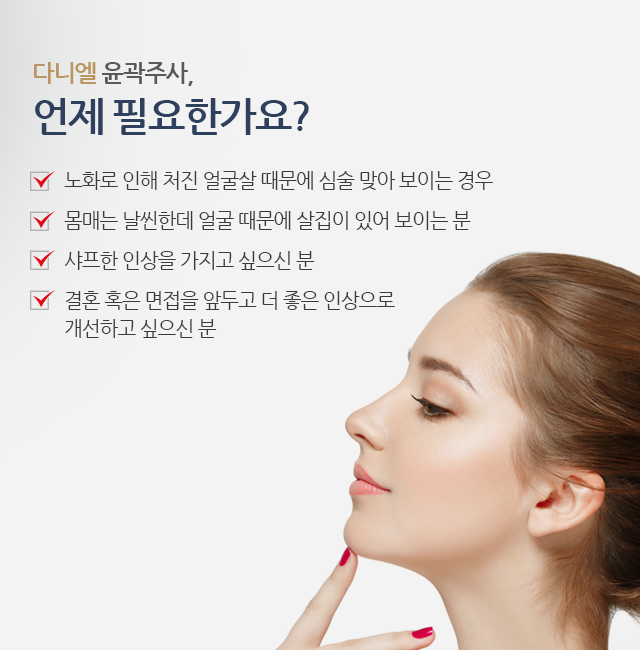 다니엘 윤곽주사,
언제 필요한가요?
노화로 인해 처진 얼굴살 때문에 심술 맞아 보이는 경우
몸매는 날씬한데 얼굴 때문에 살집이 있어 보이는 분
샤프한 인상을 가지고 싶으신 분
결혼 혹은 면접을 앞두고 더 좋은 인상으로
개선하고 싶으신 분